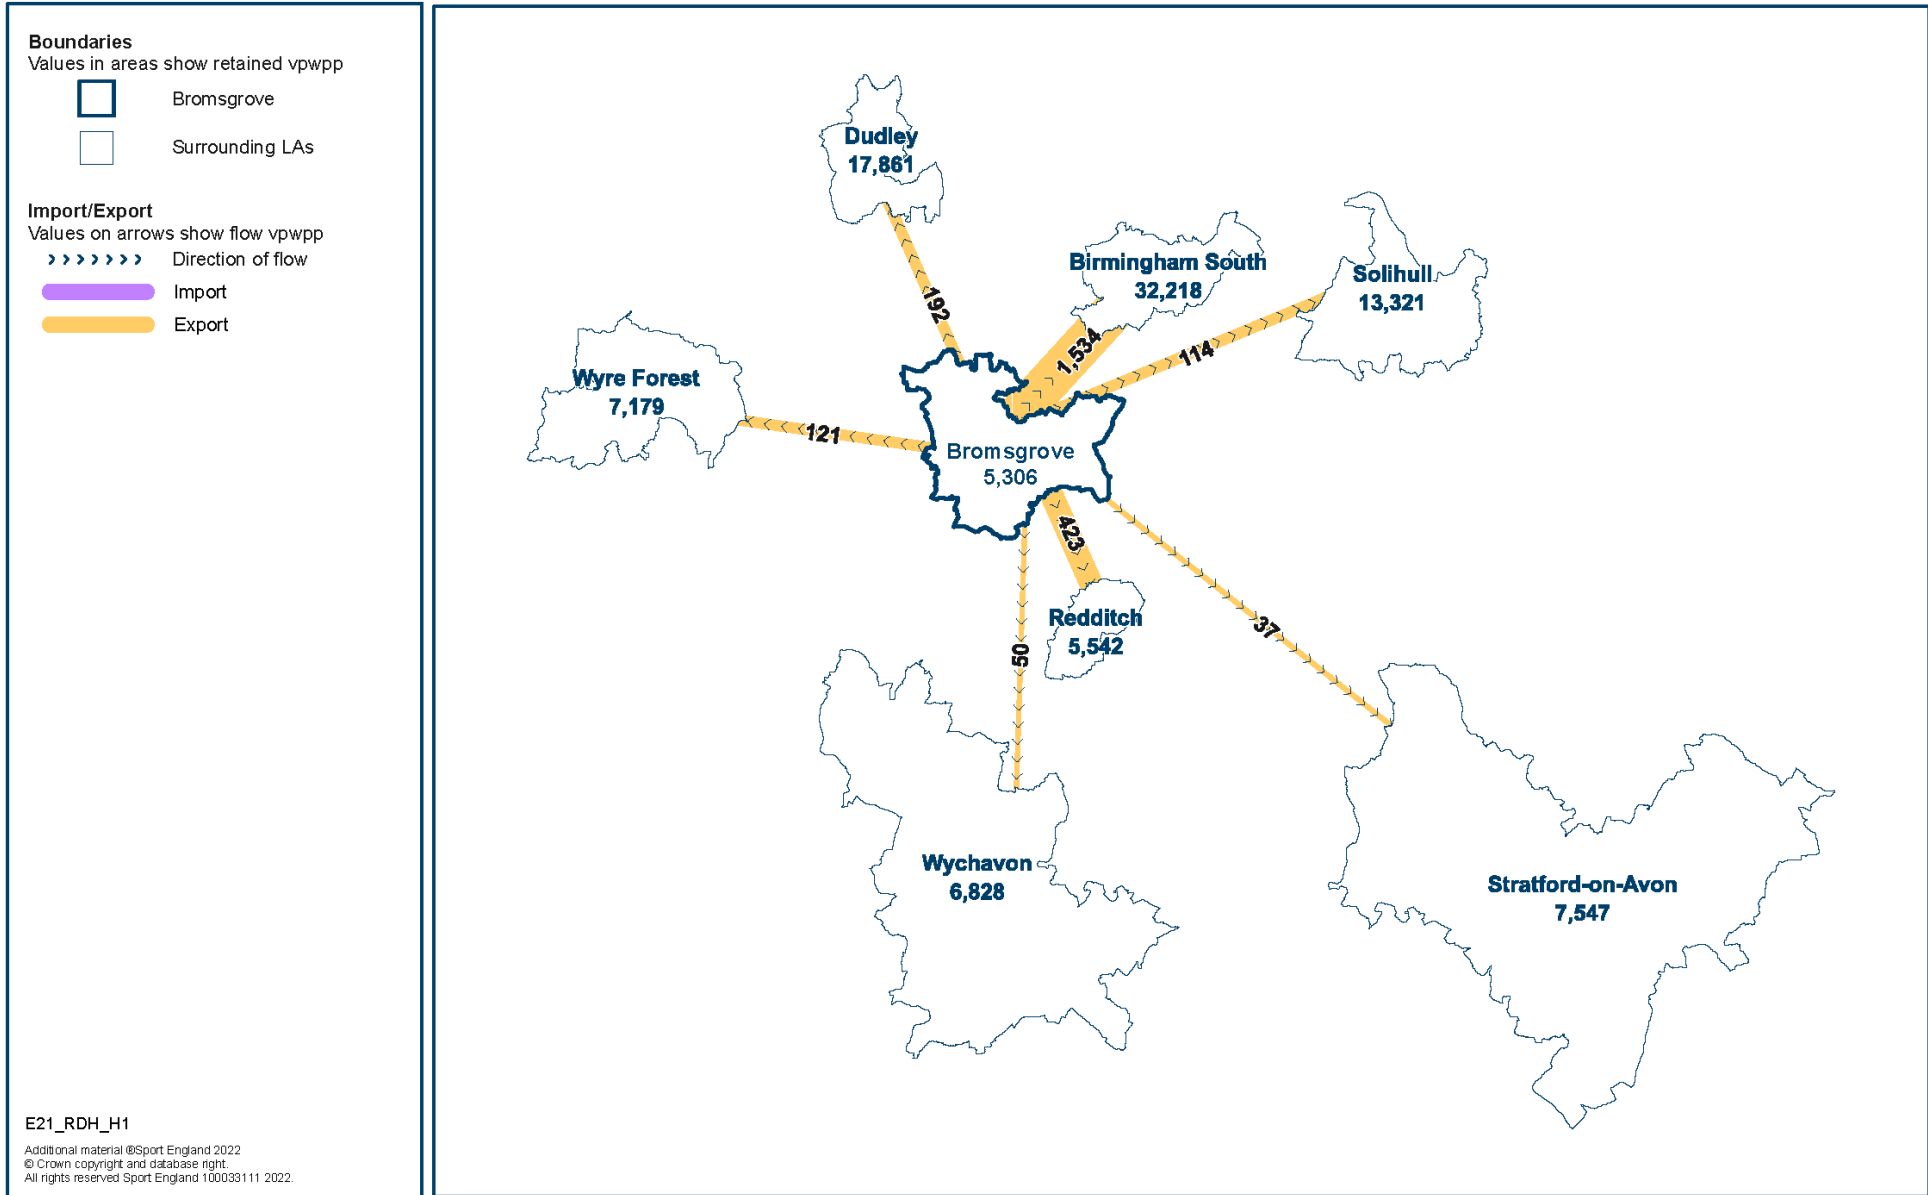 Boundaries
Values in areas show retained vpwpp
Bromsgrove
Surrounding LAs
Import/Export
Values on arrows show flow vpwpp
Direction of flow
Import
Export
E21_RDH_H1
Additional material ®Sport England 2022
© Crown copyright and database right.
All rights reserved Sport England 100033111 2022.
Dudley
17,861
Birmingham South
32,218
Solihull
13,321
192
1,534
114
Wyre Forest
7,179
121
Bromsgrove
5,306
423
37
Redditch
5,542
50
Wychavon
6,828
Stratford-on-Avon
7,547